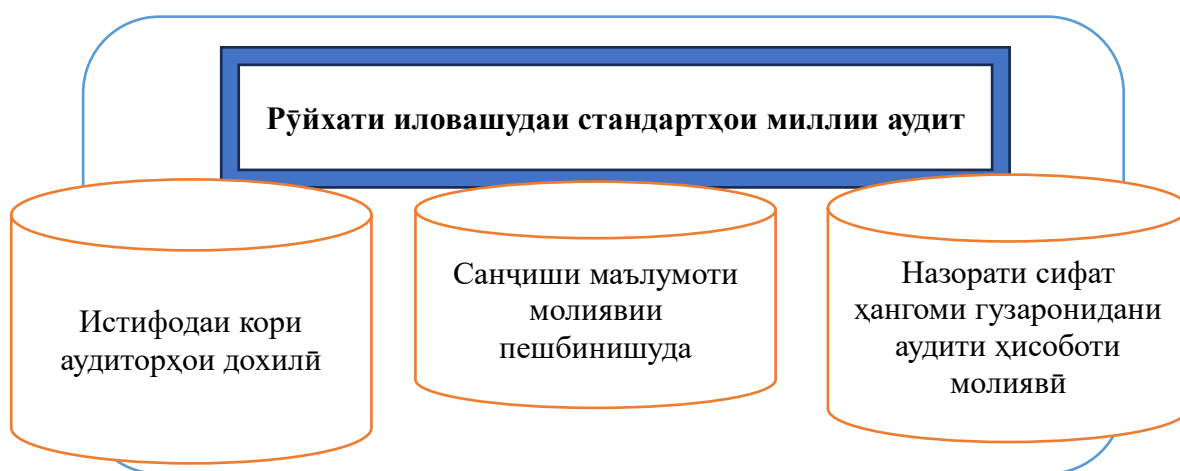 Рӯйхати иловашудаи стандартҳои миллии аудит
Истифодаи кори
аудиторҳои дохилӣ
Санҷиши маълумоти
молиявии
пешбинишуда
Назорати сифат
ҳангоми гузаронидани
аудити ҳисоботи
молиявӣ